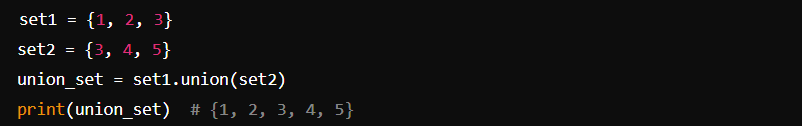 set1 = {1, 2, 3}
set2 = {3, 4, 5}
union_set = set1.union(set2)
print(union_set)  # {1, 2, 3, 4, 5}